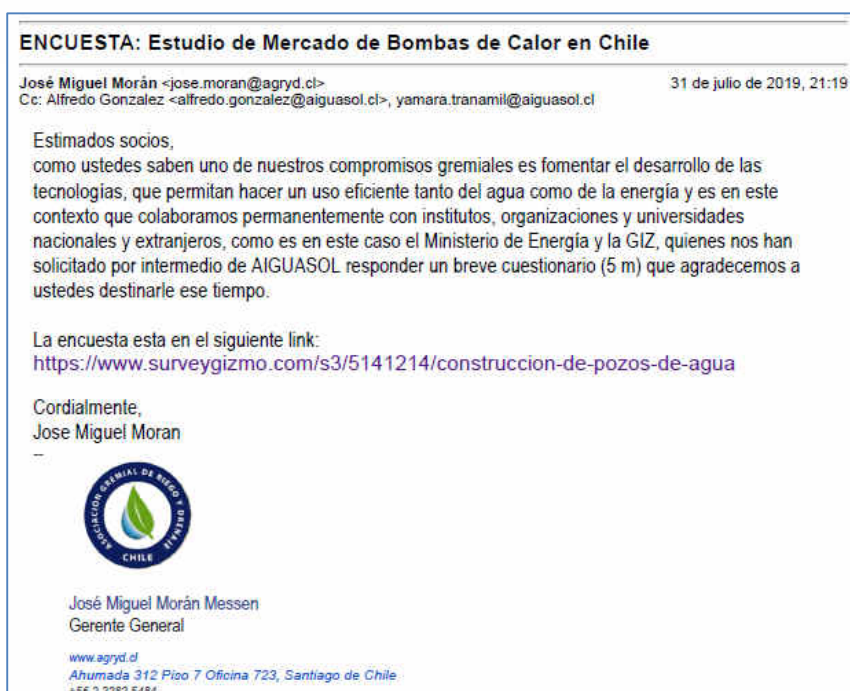 ENCUESTA: Estudio de Mercado de Bombas de Calor en Chile
José Miguel Morán <jose.moran@agryd.cl> 31 de julio de 2019, 21:19
Cc: Alfredo Gonzalez <alfredo.gonzalez@aiguasol.cl>, yamara.tranamil@aiguasol.cl
Estimados socios,
como ustedes saben uno de nuestros compromisos gremiales es fomentar el desarrollo de las
tecnologías, que permitan hacer un uso eficiente tanto del agua como de la energía y es en este
contexto que colaboramos permanentemente con institutos, organizaciones y universidades
nacionales y extranjeros, como es en este caso el Ministerio de Energía y la GIZ, quienes nos han
solicitado por intermedio de AIGUASOL responder un breve cuestionario (5 m) que agradecemos a
ustedes destinarle ese tiempo.
La encuesta esta en el siguiente link:
https://www.surveygizmo.com/s3/5141214/construccion-de-pozos-de-agua
Cordialmente,
Jose Miguel Moran
--
ASOCIACIÓN GREMIAL DE RIEGO Y DRENAJE
CHILE
José Miguel Morán Messen
Gerente General
www.agryd.cl
Ahumada 312 Piso 7 Oficina 723, Santiago de Chile